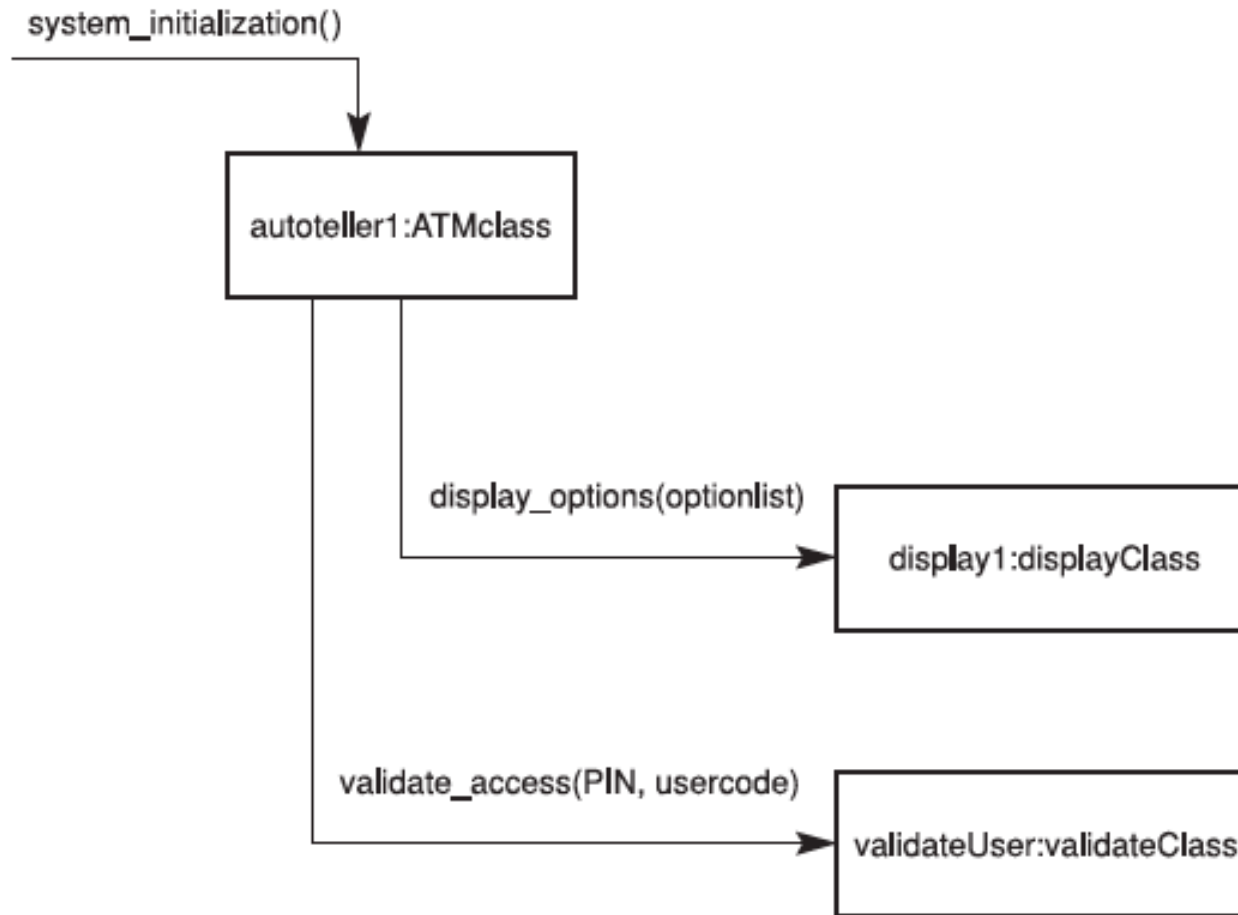 system_initialization()
autoteller1:ATMclass
display_options(optionlist)
display1:displayClass
validate_access(PIN, usercode)
validateUser:validateClass